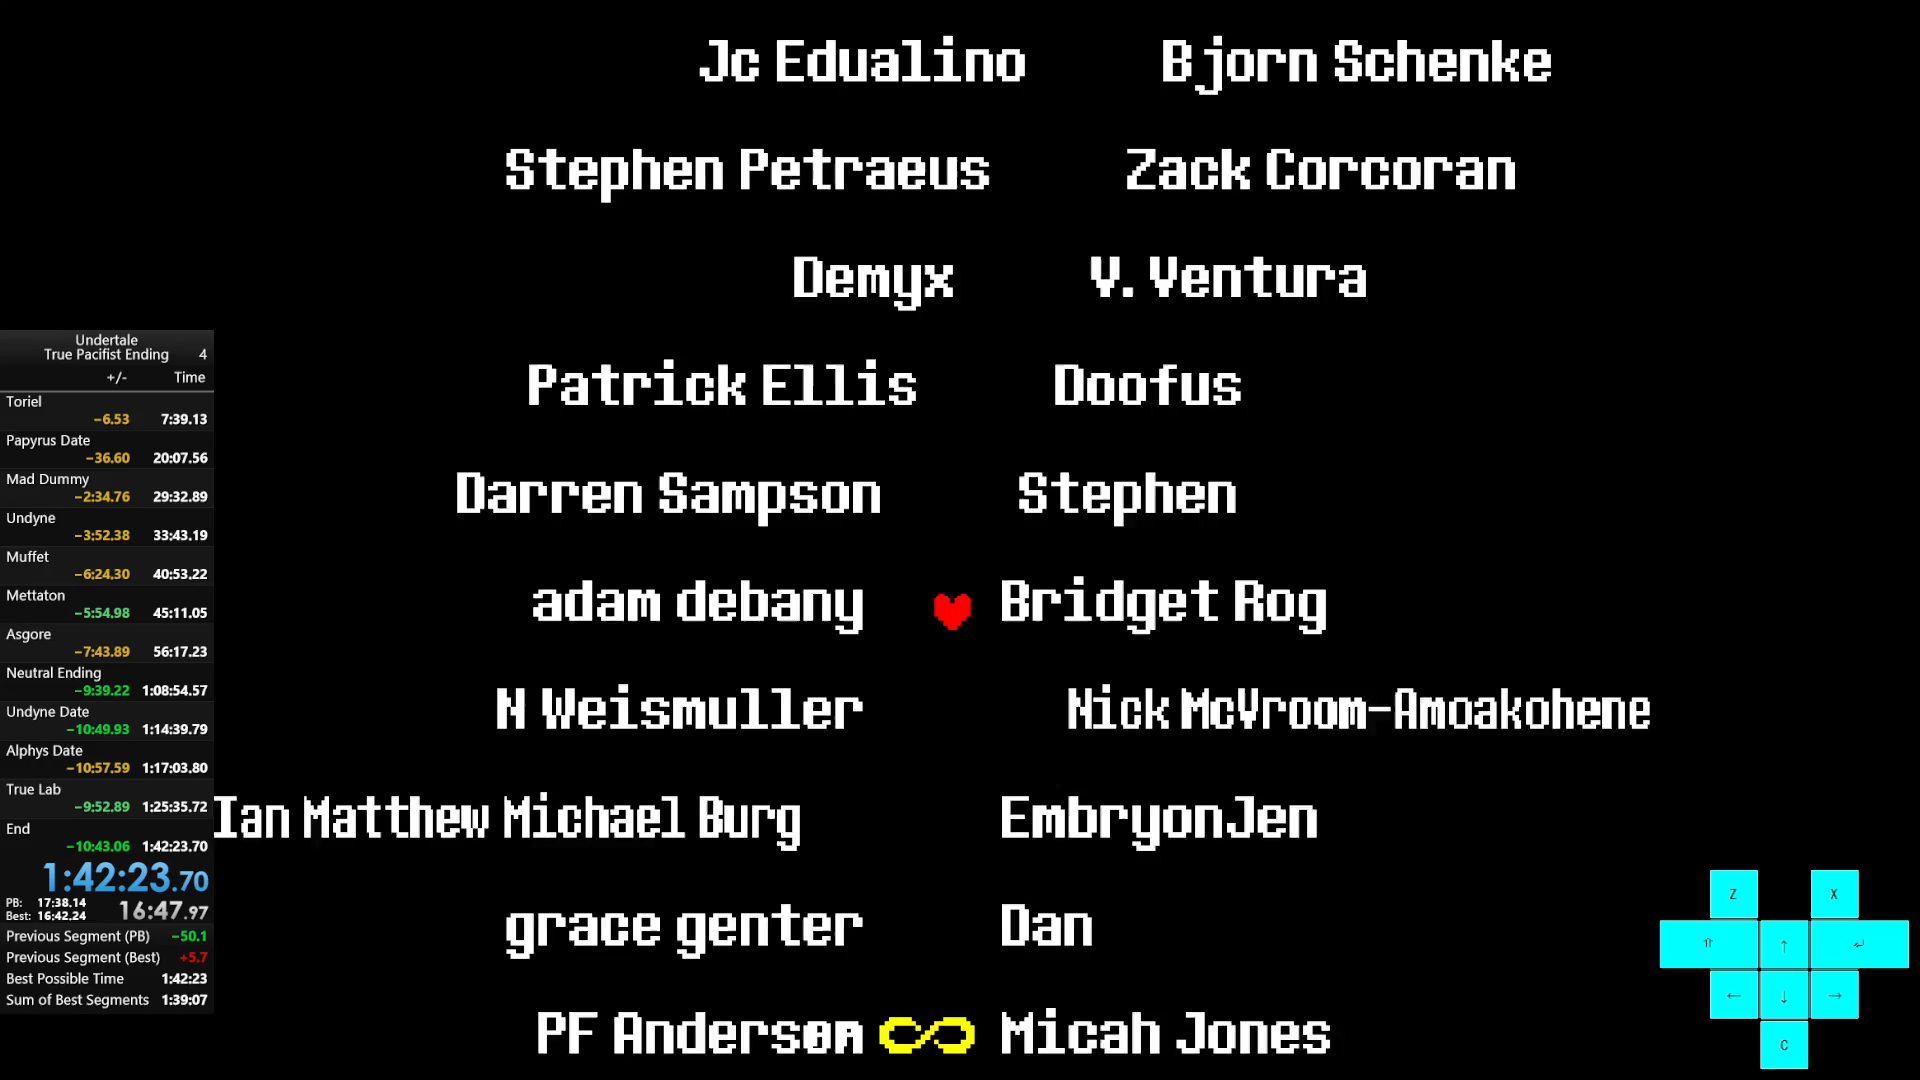 Jc Edualino Bjorn Schenke
Stephen Petraeus Zack Corcoran
Demyx V. Ventura
Patrick Ellis Doofus
Darren Sampson Stephen
adam debany Bridget Rog
N Weismuller Nick McVroom-Amoakohene
Ian Matthew Michael Burg EmbryonJen
grace genter Dan
PF Anderson Micah Jones
Undertale
True Pacifist Ending 4
+/- Time
Toriel
-6.53 7:39.13
Papyrus Date
-36.60 20:07.56
Mad Dummy
-2:34.76 29:32.89
Undyne
-3:52.38 33:43.19
Muffet
-6:24.30 40:53.22
Mettaton
-5:54.98 45:11.05
Asgore
-7:43.89 56:17.23
Neutral Ending
-9:39.22 1:08:54.57
Undyne Date
-10:49.93 1:14:39.79
Alphys Date
-10:57.59 1:17:03.80
True Lab
-9:52.89 1:25:35.72
End
-10:43.06 1:42:23.70
1:42:23.70
PB: 17:38.14
Best: 16:42.24
16:47.97
Previous Segment (PB) -50.1
Previous Segment (Best) +5.7
Best Possible Time 1:42:23
Sum of Best Segments 1:39:07
Z X
⇧ ↑ ↵
← ↓ →
C